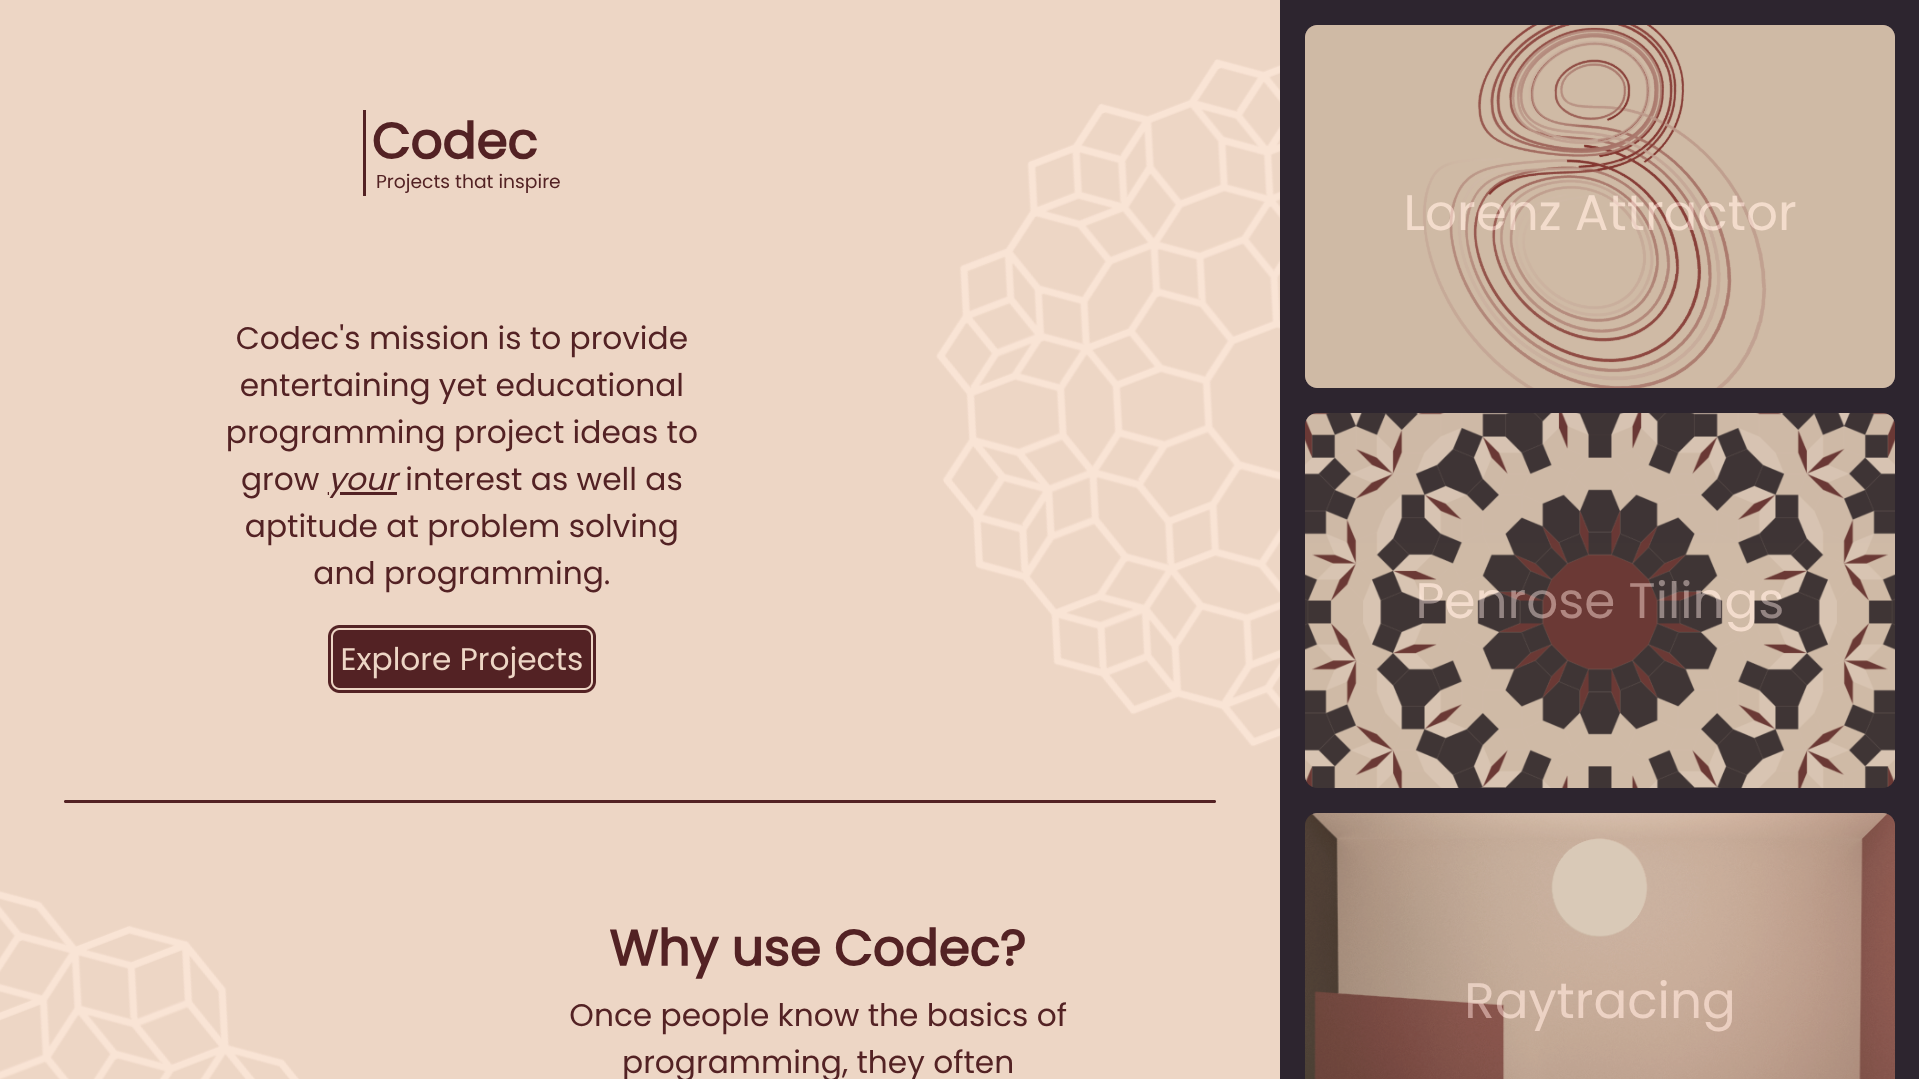 Codec
Projects that inspire
Codec's mission is to provide
entertaining yet educational
programming project ideas to
grow your interest as well as
aptitude at problem solving
and programming.
Explore Projects
Why use Codec?
Once people know the basics of
programming, they often
Lorenz Attractor
Penrose Tilings
Raytracing